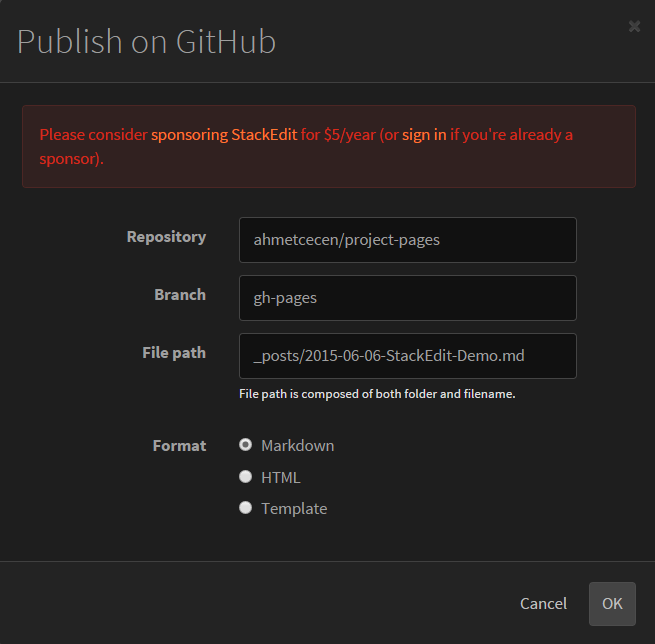 Publish on GitHub
Please consider sponsoring StackEdit for $5/year (or sign in if you're already a
sponsor).
Repository
ahmetcecen/project-pages
Branch
gh-pages
File path
_posts/2015-06-06-StackEdit-Demo.md
File path is composed of both folder and filename.
Format
Markdown
HTML
Template
Cancel
OK